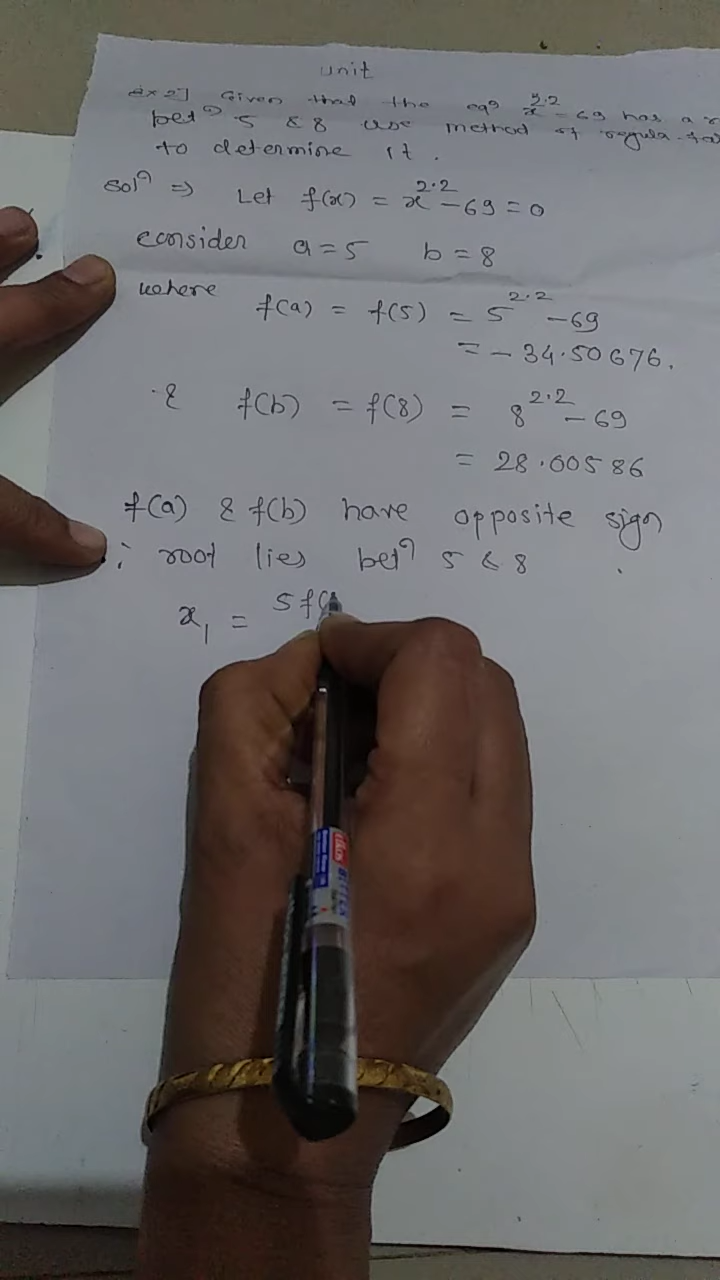 unit
Ex 2] Given that the eqⁿ x^2.2 = 69 has a
betⁿ 5 & 8 use method of regula-fa
to determine it.
solⁿ ⇒ Let f(x) = x^2.2 - 69 = 0
consider a = 5 b = 8
where f(a) = f(5) = 5^2.2 - 69
= - 34.50676.
& f(b) = f(8) = 8^2.2 - 69
= 28.00586
f(a) & f(b) have opposite sign
∴ root lies betⁿ 5 & 8 .
x₁ = 5 f(